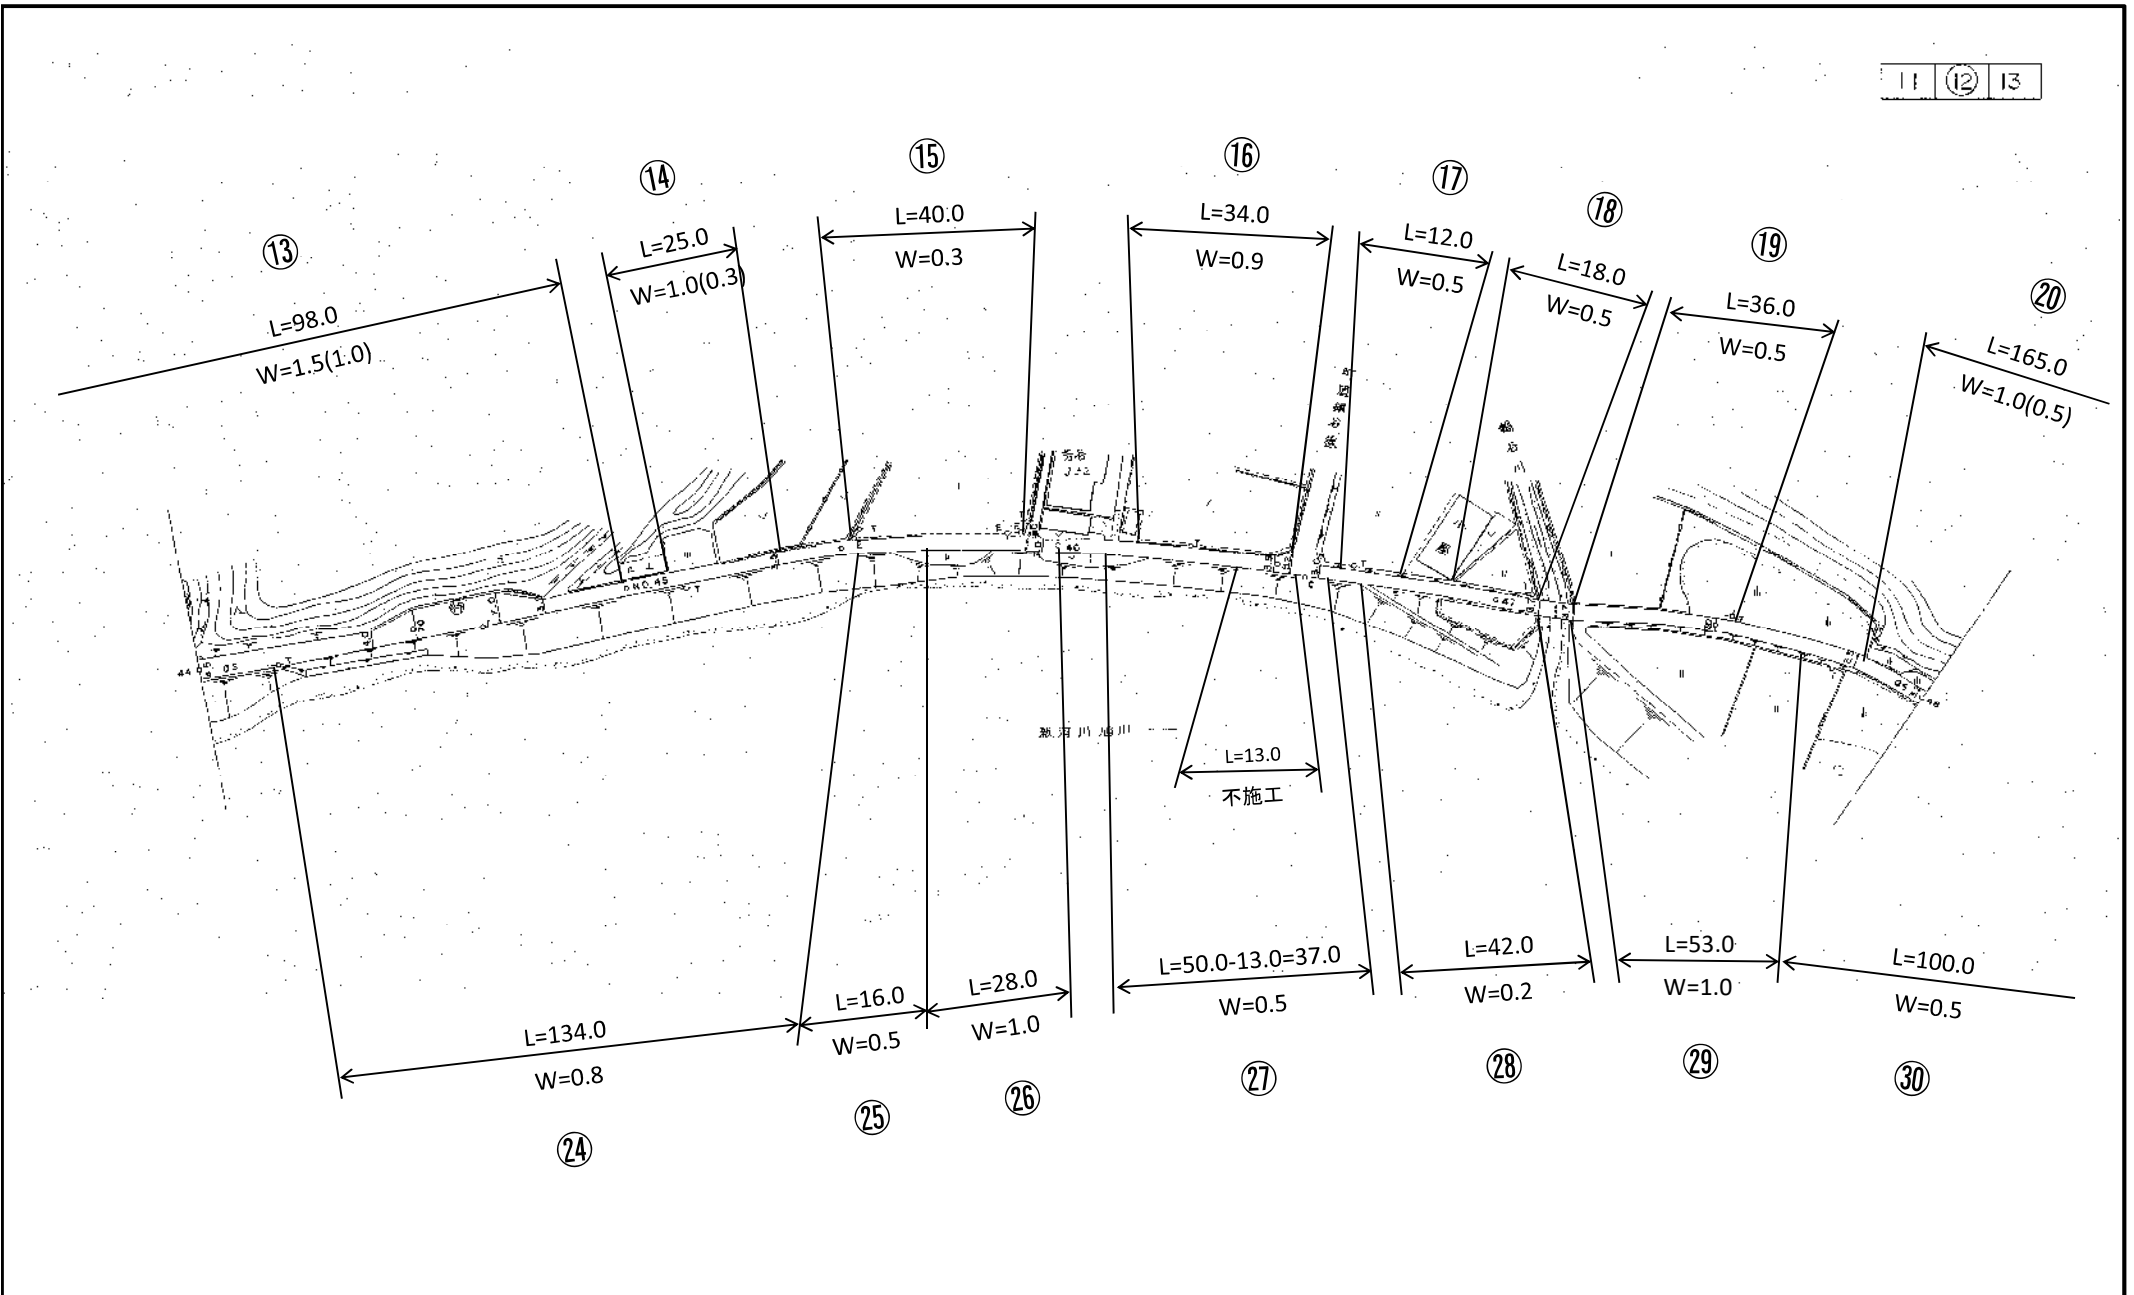 11 ⑫ 13
⑬
L=98.0
W=1.5(1.0)
⑭
L=25.0
W=1.0(0.3)
⑮
L=40.0
W=0.3
⑯
L=34.0
W=0.9
⑰
L=12.0
W=0.5
⑱
L=18.0
W=0.5
⑲
L=36.0
W=0.5
⑳
L=165.0
W=1.0(0.5)
NO.45
44
L=13.0
不施工
L=134.0
W=0.8
㉔
L=16.0
W=0.5
㉕
L=28.0
W=1.0
㉖
L=50.0-13.0=37.0
W=0.5
㉗
L=42.0
W=0.2
㉘
L=53.0
W=1.0
㉙
L=100.0
W=0.5
㉚